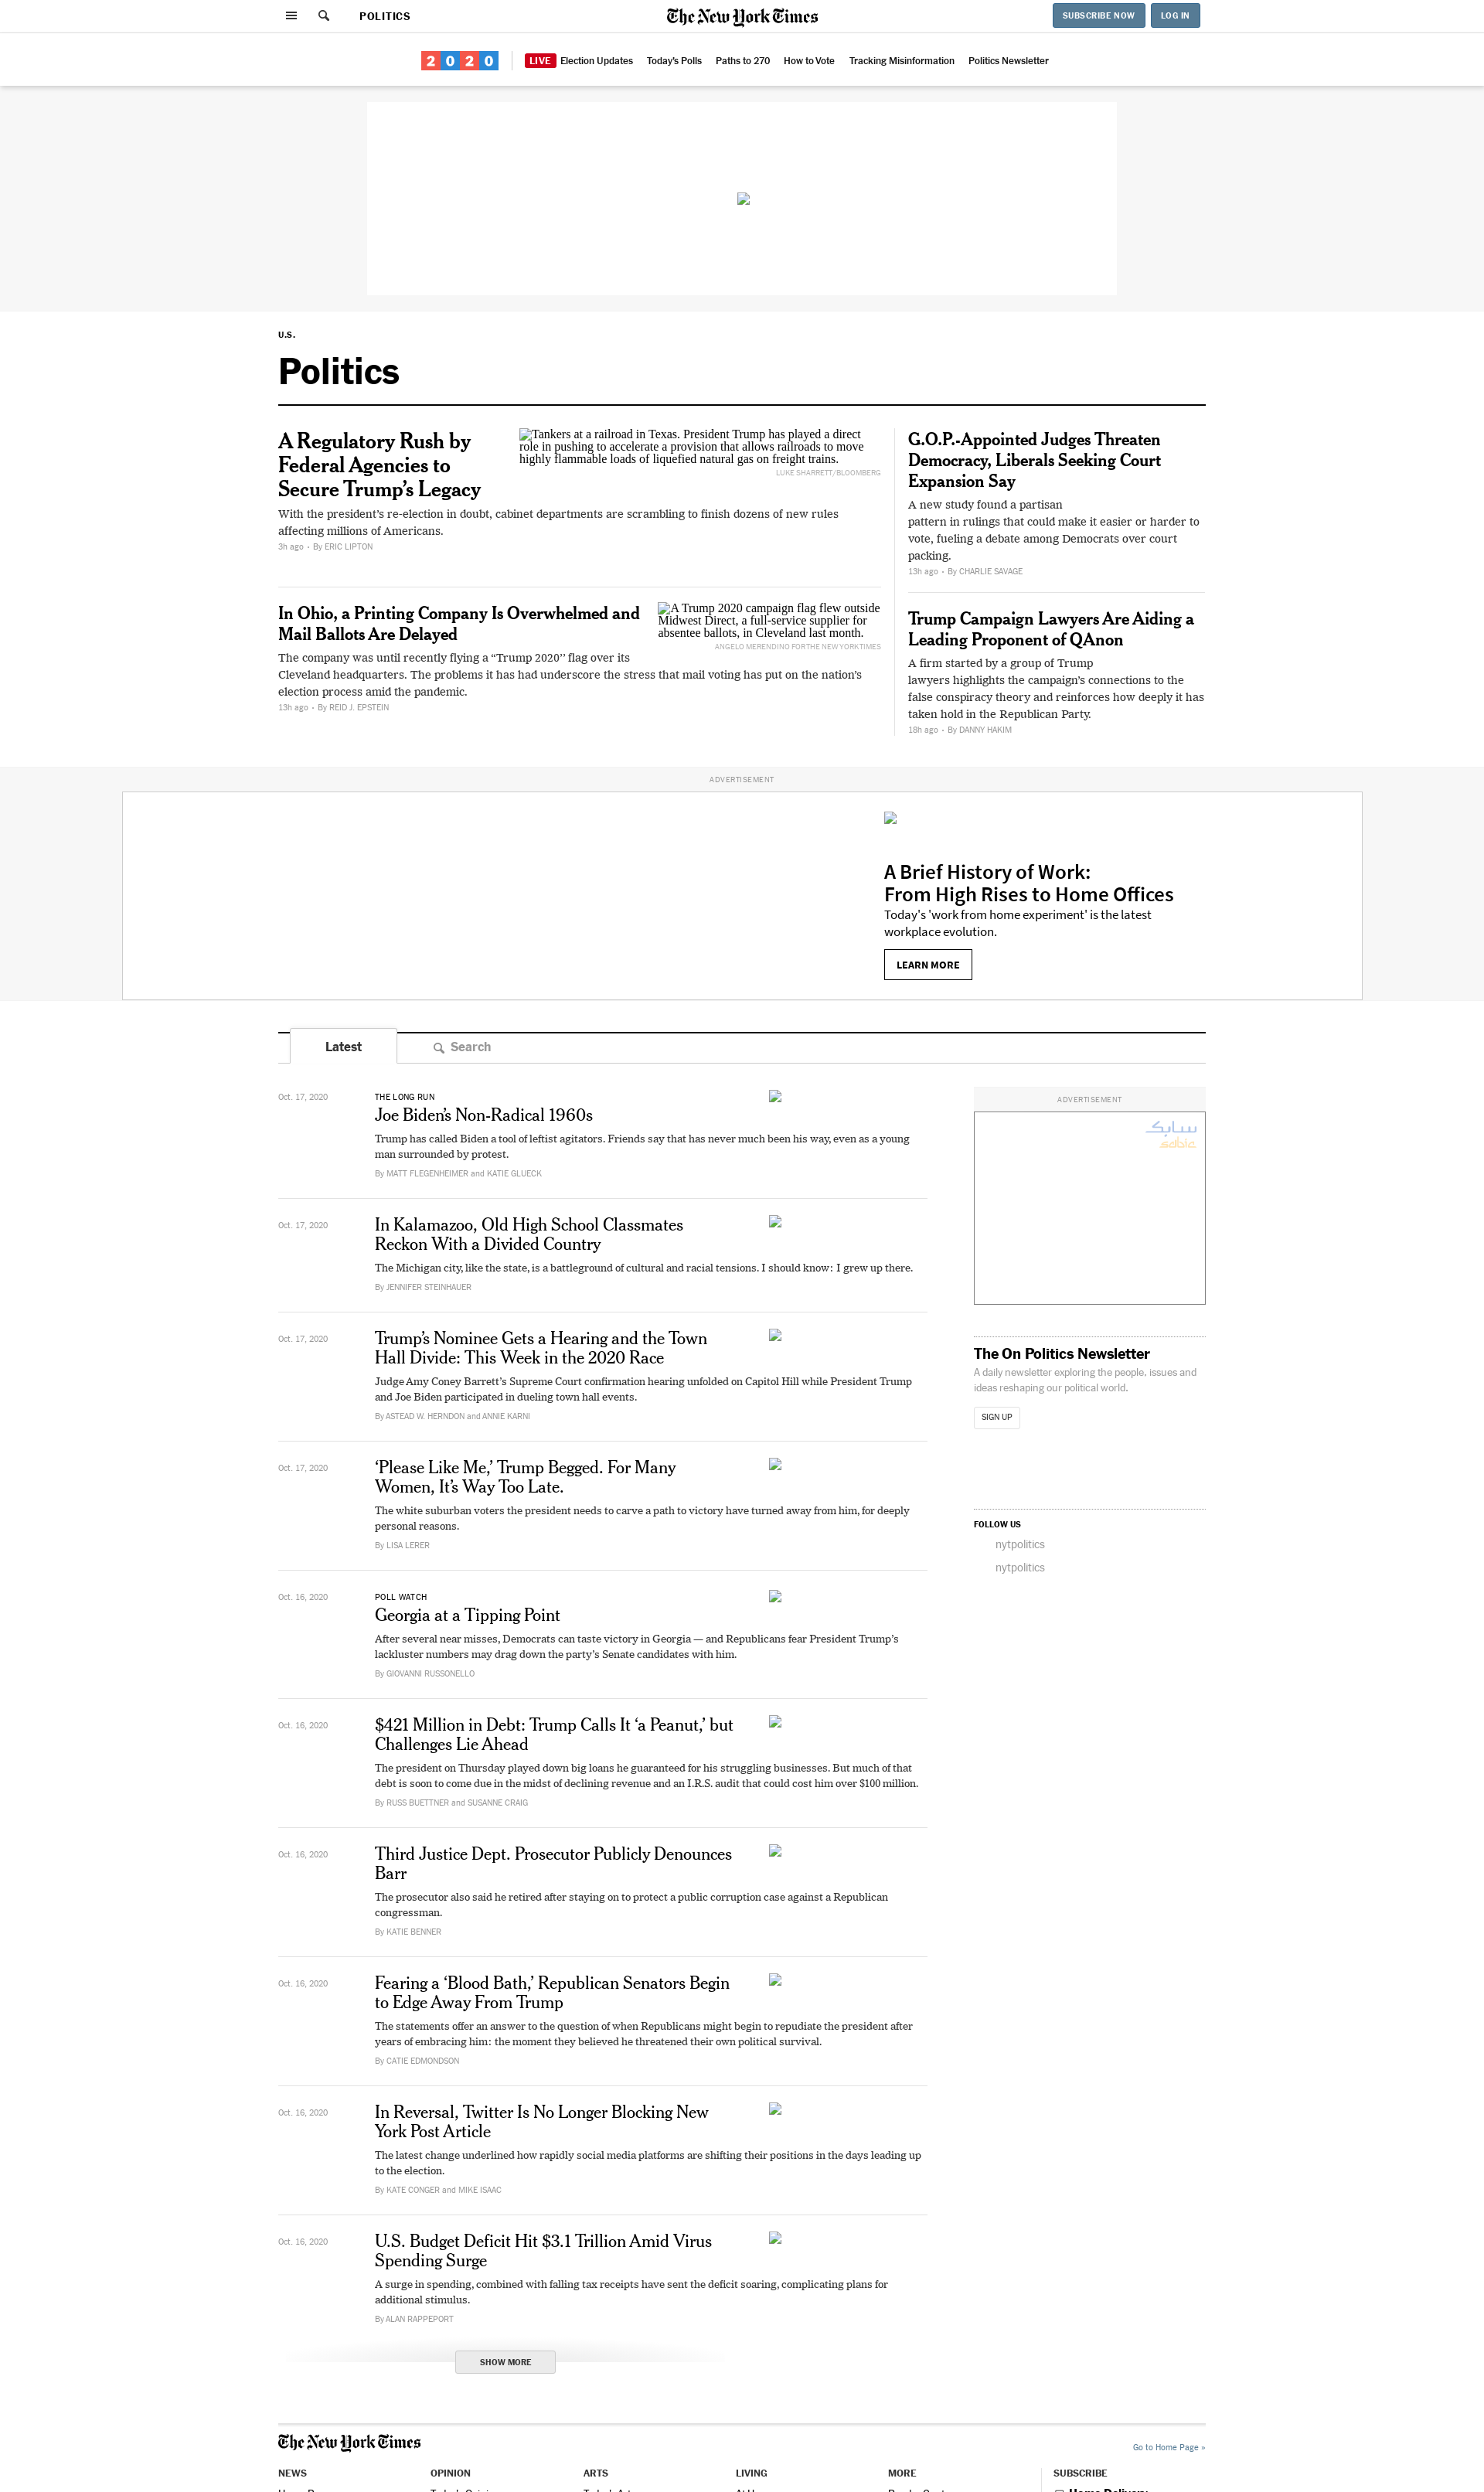 POLITICS
The New York Times
SUBSCRIBE NOW
LOG IN
2020
LIVE Election Updates
Today's Polls
Paths to 270
How to Vote
Tracking Misinformation
Politics Newsletter
U.S.
Politics
A Regulatory Rush by
Federal Agencies to
Secure Trump’s Legacy
Tankers at a railroad in Texas. President Trump has played a direct
role in pushing to accelerate a provision that allows railroads to move
highly flammable loads of liquefied natural gas on freight trains.
LUKE SHARRETT/BLOOMBERG
With the president’s re-election in doubt, cabinet departments are scrambling to finish dozens of new rules
affecting millions of Americans.
3h ago • By ERIC LIPTON
In Ohio, a Printing Company Is Overwhelmed and
Mail Ballots Are Delayed
A Trump 2020 campaign flag flew outside
Midwest Direct, a full-service supplier for
absentee ballots, in Cleveland last month.
ANGELO MERENDINO FOR THE NEW YORK TIMES
The company was until recently flying a “Trump 2020’’ flag over its
Cleveland headquarters. The problems it has had underscore the stress that mail voting has put on the nation’s
election process amid the pandemic.
13h ago • By REID J. EPSTEIN
G.O.P.-Appointed Judges Threaten
Democracy, Liberals Seeking Court
Expansion Say
A new study found a partisan
pattern in rulings that could make it easier or harder to
vote, fueling a debate among Democrats over court
packing.
13h ago • By CHARLIE SAVAGE
Trump Campaign Lawyers Are Aiding a
Leading Proponent of QAnon
A firm started by a group of Trump
lawyers highlights the campaign’s connections to the
false conspiracy theory and reinforces how deeply it has
taken hold in the Republican Party.
18h ago • By DANNY HAKIM
ADVERTISEMENT
A Brief History of Work:
From High Rises to Home Offices
Today's 'work from home experiment' is the latest
workplace evolution.
LEARN MORE
Latest
Search
Oct. 17, 2020
THE LONG RUN
Joe Biden’s Non-Radical 1960s
Trump has called Biden a tool of leftist agitators. Friends say that has never much been his way, even as a young
man surrounded by protest.
By MATT FLEGENHEIMER and KATIE GLUECK
Oct. 17, 2020
In Kalamazoo, Old High School Classmates
Reckon With a Divided Country
The Michigan city, like the state, is a battleground of cultural and racial tensions. I should know: I grew up there.
By JENNIFER STEINHAUER
Oct. 17, 2020
Trump’s Nominee Gets a Hearing and the Town
Hall Divide: This Week in the 2020 Race
Judge Amy Coney Barrett’s Supreme Court confirmation hearing unfolded on Capitol Hill while President Trump
and Joe Biden participated in dueling town hall events.
By ASTEAD W. HERNDON and ANNIE KARNI
Oct. 17, 2020
‘Please Like Me,’ Trump Begged. For Many
Women, It’s Way Too Late.
The white suburban voters the president needs to carve a path to victory have turned away from him, for deeply
personal reasons.
By LISA LERER
Oct. 16, 2020
POLL WATCH
Georgia at a Tipping Point
After several near misses, Democrats can taste victory in Georgia — and Republicans fear President Trump’s
lackluster numbers may drag down the party’s Senate candidates with him.
By GIOVANNI RUSSONELLO
Oct. 16, 2020
$421 Million in Debt: Trump Calls It ‘a Peanut,’ but
Challenges Lie Ahead
The president on Thursday played down big loans he guaranteed for his struggling businesses. But much of that
debt is soon to come due in the midst of declining revenue and an I.R.S. audit that could cost him over $100 million.
By RUSS BUETTNER and SUSANNE CRAIG
Oct. 16, 2020
Third Justice Dept. Prosecutor Publicly Denounces
Barr
The prosecutor also said he retired after staying on to protect a public corruption case against a Republican
congressman.
By KATIE BENNER
Oct. 16, 2020
Fearing a ‘Blood Bath,’ Republican Senators Begin
to Edge Away From Trump
The statements offer an answer to the question of when Republicans might begin to repudiate the president after
years of embracing him: the moment they believed he threatened their own political survival.
By CATIE EDMONDSON
Oct. 16, 2020
In Reversal, Twitter Is No Longer Blocking New
York Post Article
The latest change underlined how rapidly social media platforms are shifting their positions in the days leading up
to the election.
By KATE CONGER and MIKE ISAAC
Oct. 16, 2020
U.S. Budget Deficit Hit $3.1 Trillion Amid Virus
Spending Surge
A surge in spending, combined with falling tax receipts have sent the deficit soaring, complicating plans for
additional stimulus.
By ALAN RAPPEPORT
SHOW MORE
ADVERTISEMENT
سابك
sabic
The On Politics Newsletter
A daily newsletter exploring the people, issues and
ideas reshaping our political world.
SIGN UP
FOLLOW US
nytpolitics
nytpolitics
The New York Times
Go to Home Page »
NEWS
OPINION
ARTS
LIVING
MORE
SUBSCRIBE